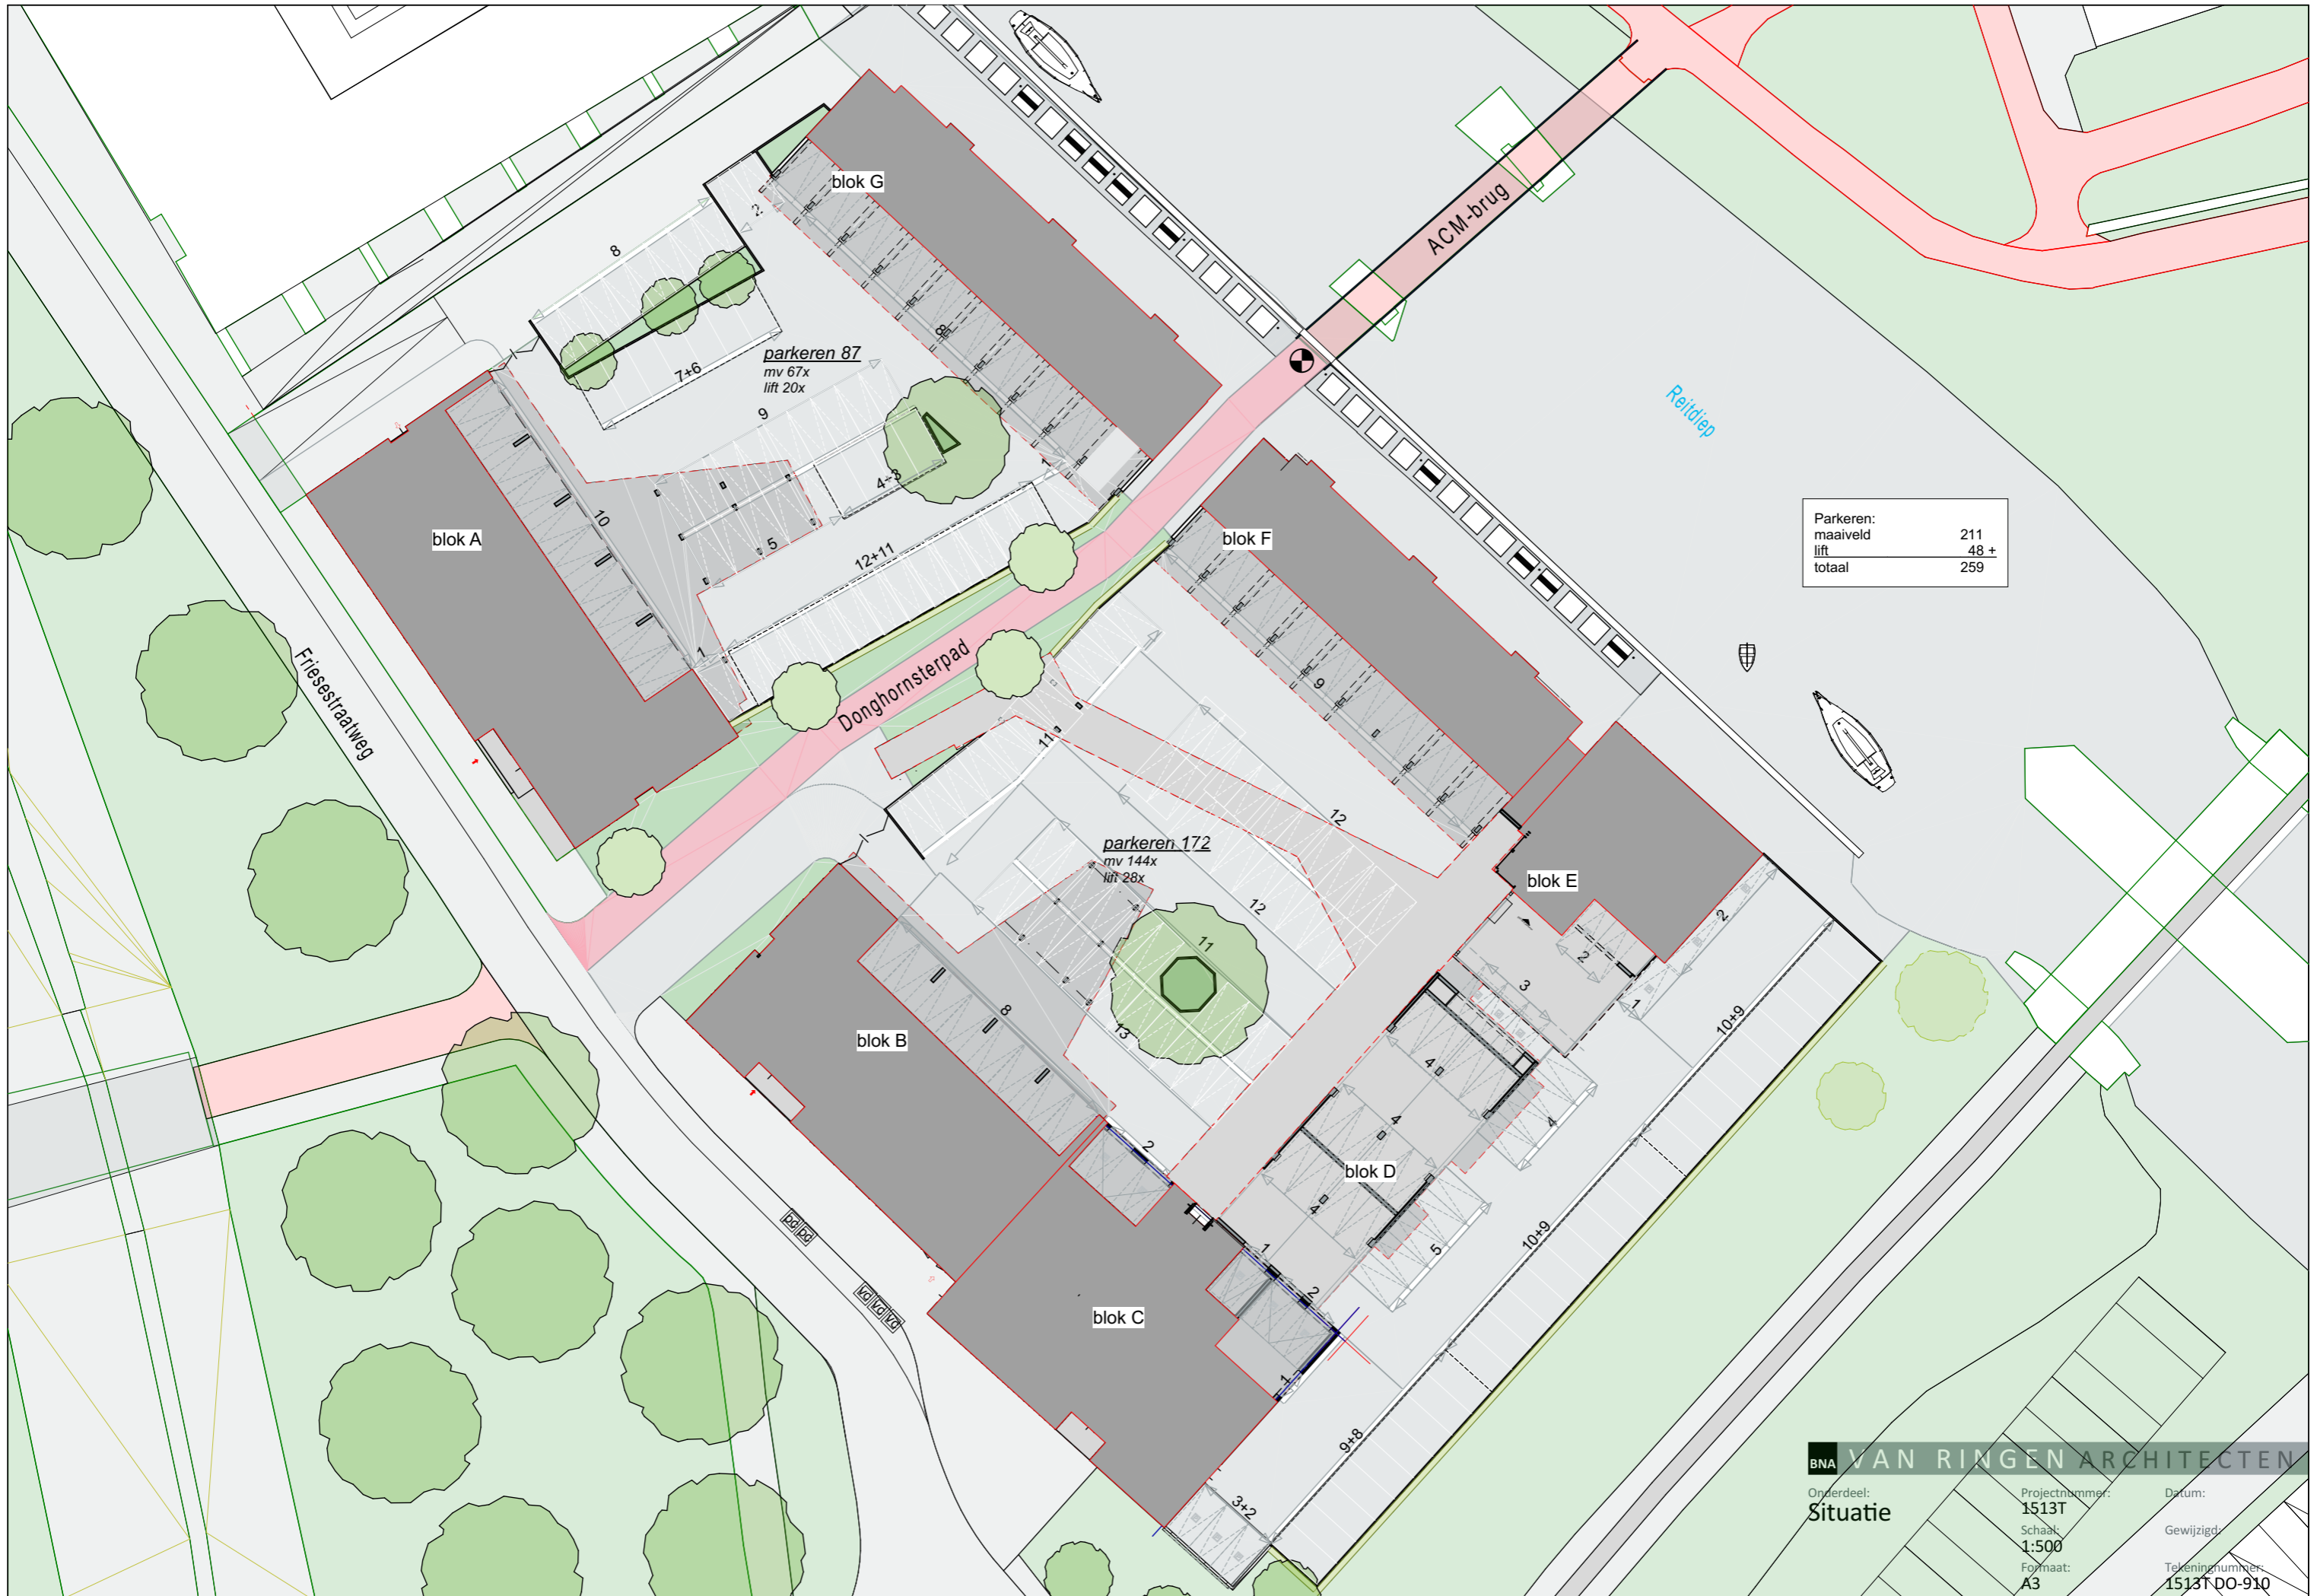 blok G
ACM-brug
8
2
8
parkeren 87
mv 67x
lift 20x
7+6
9
Reitdiep
4+3
1
10
5
12+11
blok A
blok F
Parkeren:
maaiveld 211
lift 48 +
totaal 259
1
Donghornsterpad
Friesestraatweg
9
11
12
parkeren 172
mv 144x
lift 28x
blok E
12
11
2
2
3
1
8
13
blok B
10+9
4
4
4
2
blok D
4
10+9
5
1
2
pd pd
vd vd vd
blok C
1
9+8
3+2
BNA VAN RINGEN ARCHITECTEN
Onderdeel:
Situatie
Projectnummer:
1513T
Datum:
Schaal:
1:500
Gewijzigd:
Formaat:
A3
Tekeningnummer:
1513T DO-910